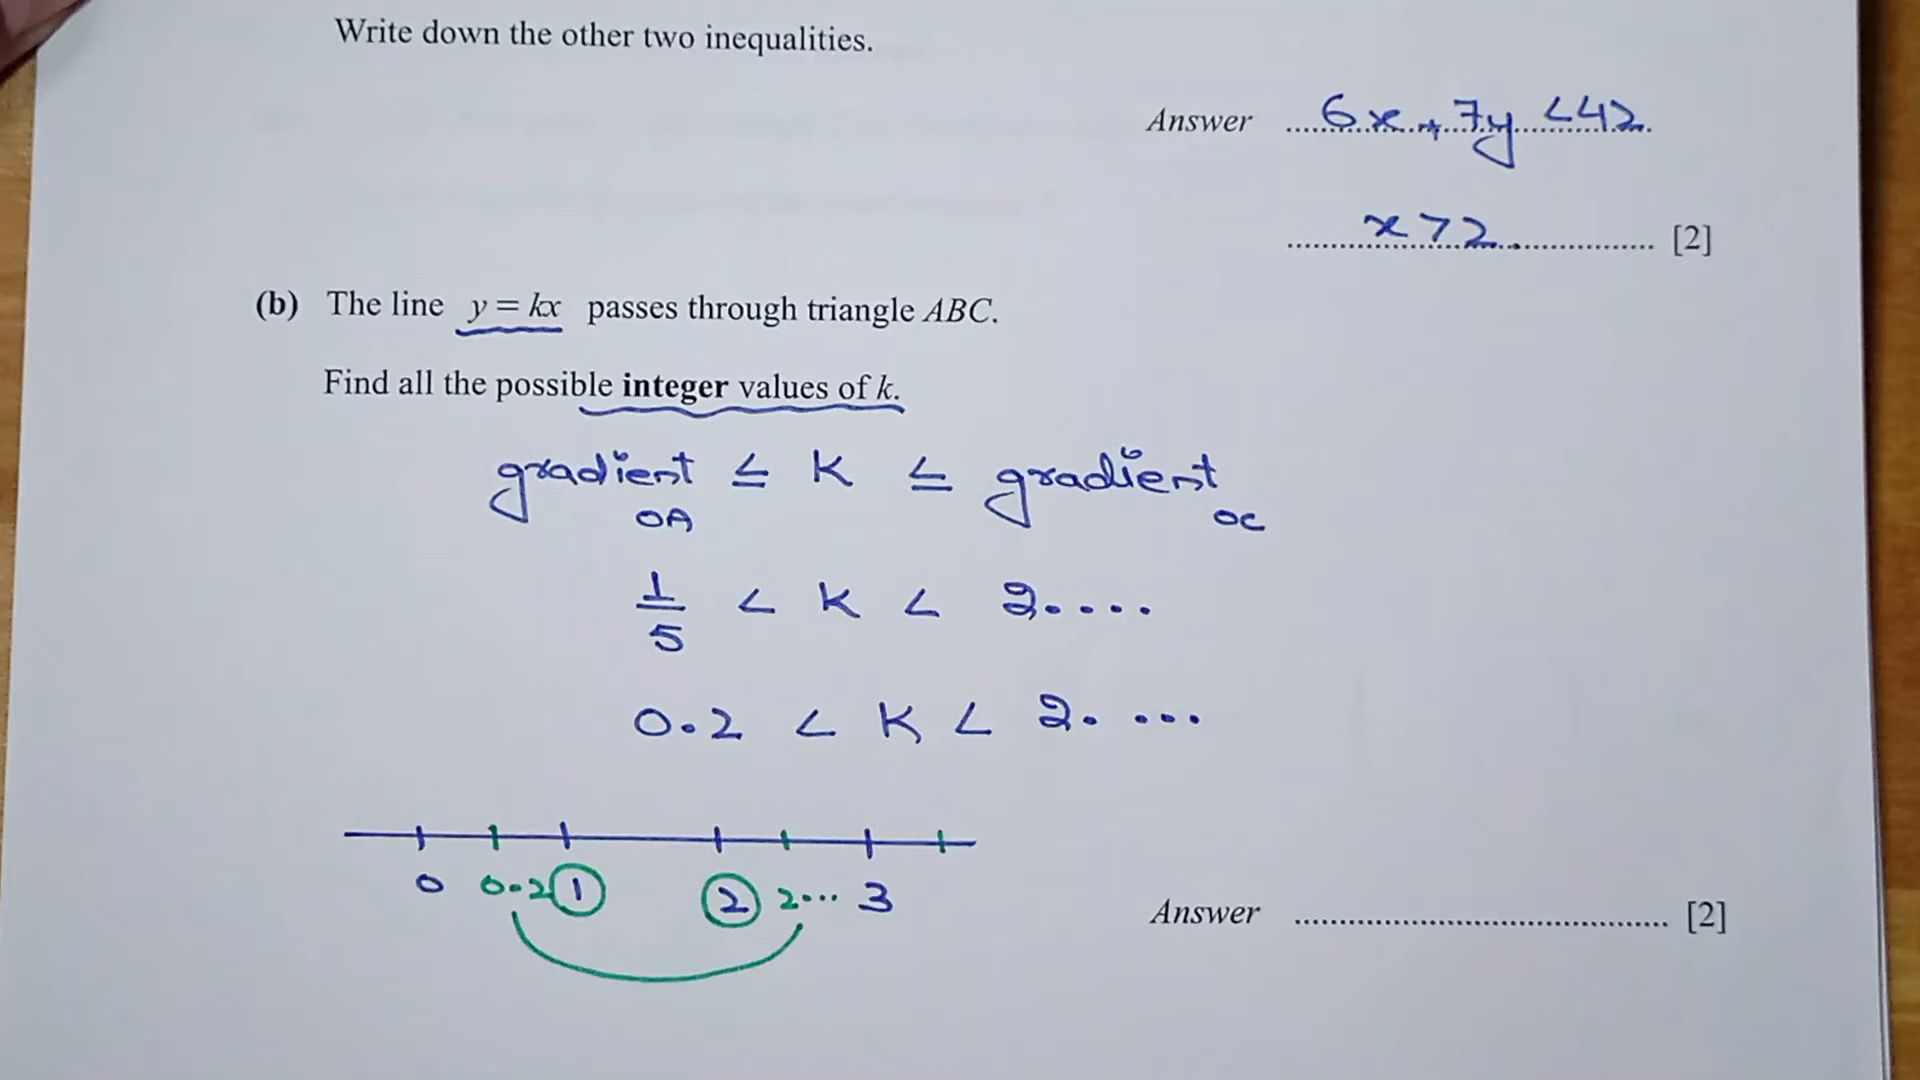 Write down the other two inequalities.
Answer 6x + 7y < 42
x > 2 [2]
(b) The line y = kx passes through triangle ABC.
Find all the possible integer values of k.
gradient OA ≤ K ≤ gradient OC
1/5 < K < 2.....
0.2 < K < 2. ...
0 0.2 1 2 2... 3
Answer ........................................ [2]